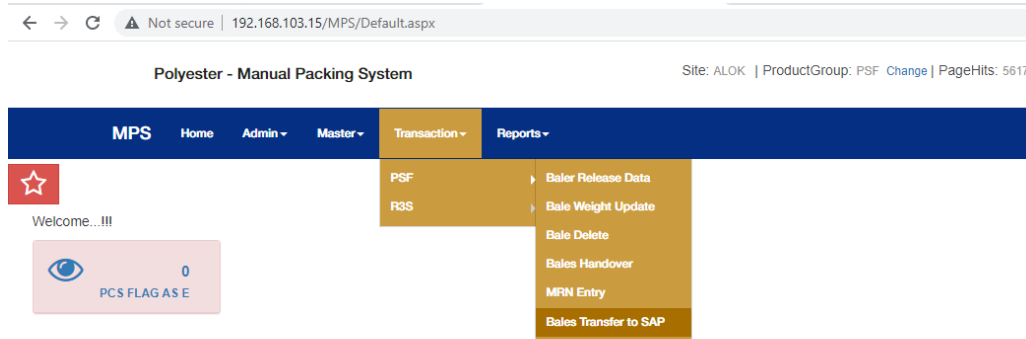 Not secure | 192.168.103.15/MPS/Default.aspx
Polyester - Manual Packing System
Site: ALOK | ProductGroup: PSF Change | PageHits: 5617
MPS Home Admin Master Transaction Reports
PSF
R3S
Baler Release Data
Bale Weight Update
Bale Delete
Bales Handover
MRN Entry
Bales Transfer to SAP
Welcome...!!!
0
PCS FLAG AS E